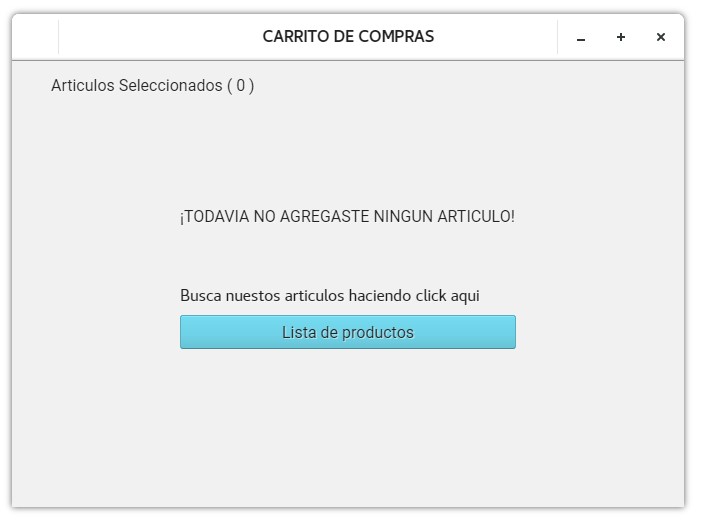 CARRITO DE COMPRAS
Articulos Seleccionados ( 0 )
¡TODAVIA NO AGREGASTE NINGUN ARTICULO!
Busca nuestos articulos haciendo click aqui
Lista de productos